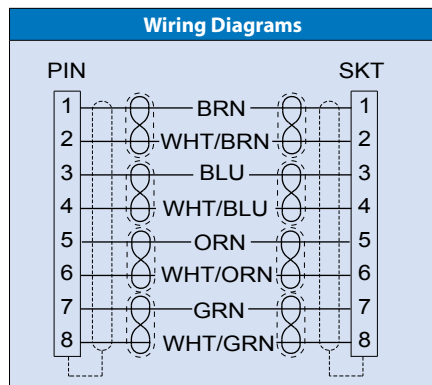 Wiring Diagrams
PIN SKT
1 BRN 1
2 WHT/BRN 2
3 BLU 3
4 WHT/BLU 4
5 ORN 5
6 WHT/ORN 6
7 GRN 7
8 WHT/GRN 8